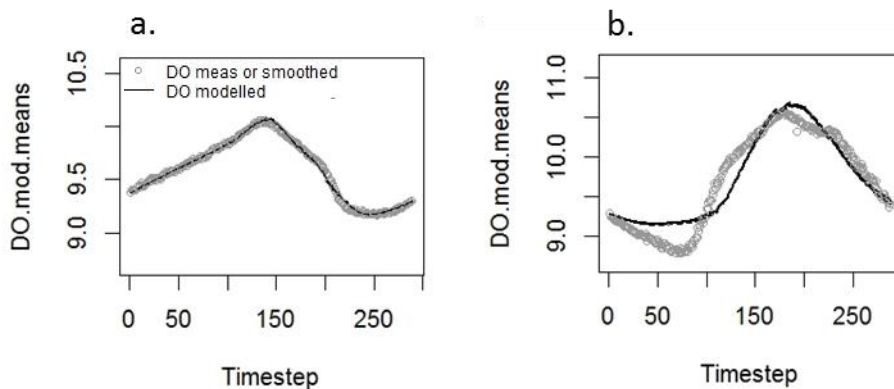 a.
DO.mod.means
10.5
9.5
9.0
DO meas or smoothed
DO modelled
0 50 150 250
Timestep
b.
DO.mod.means
11.0
10.0
9.0
0 50 150 250
Timestep